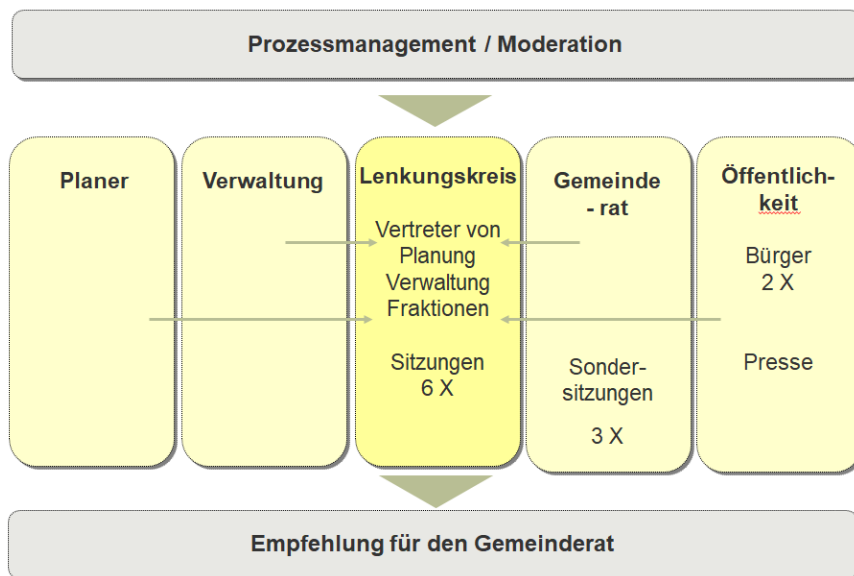 Prozessmanagement / Moderation
Planer
Verwaltung
Lenkungskreis
Vertreter von
Planung
Verwaltung
Fraktionen
Sitzungen
6 X
Gemeinde
- rat
Sonder-
sitzungen
3 X
Öffentlich-
keit
Bürger
2 X
Presse
Empfehlung für den Gemeinderat